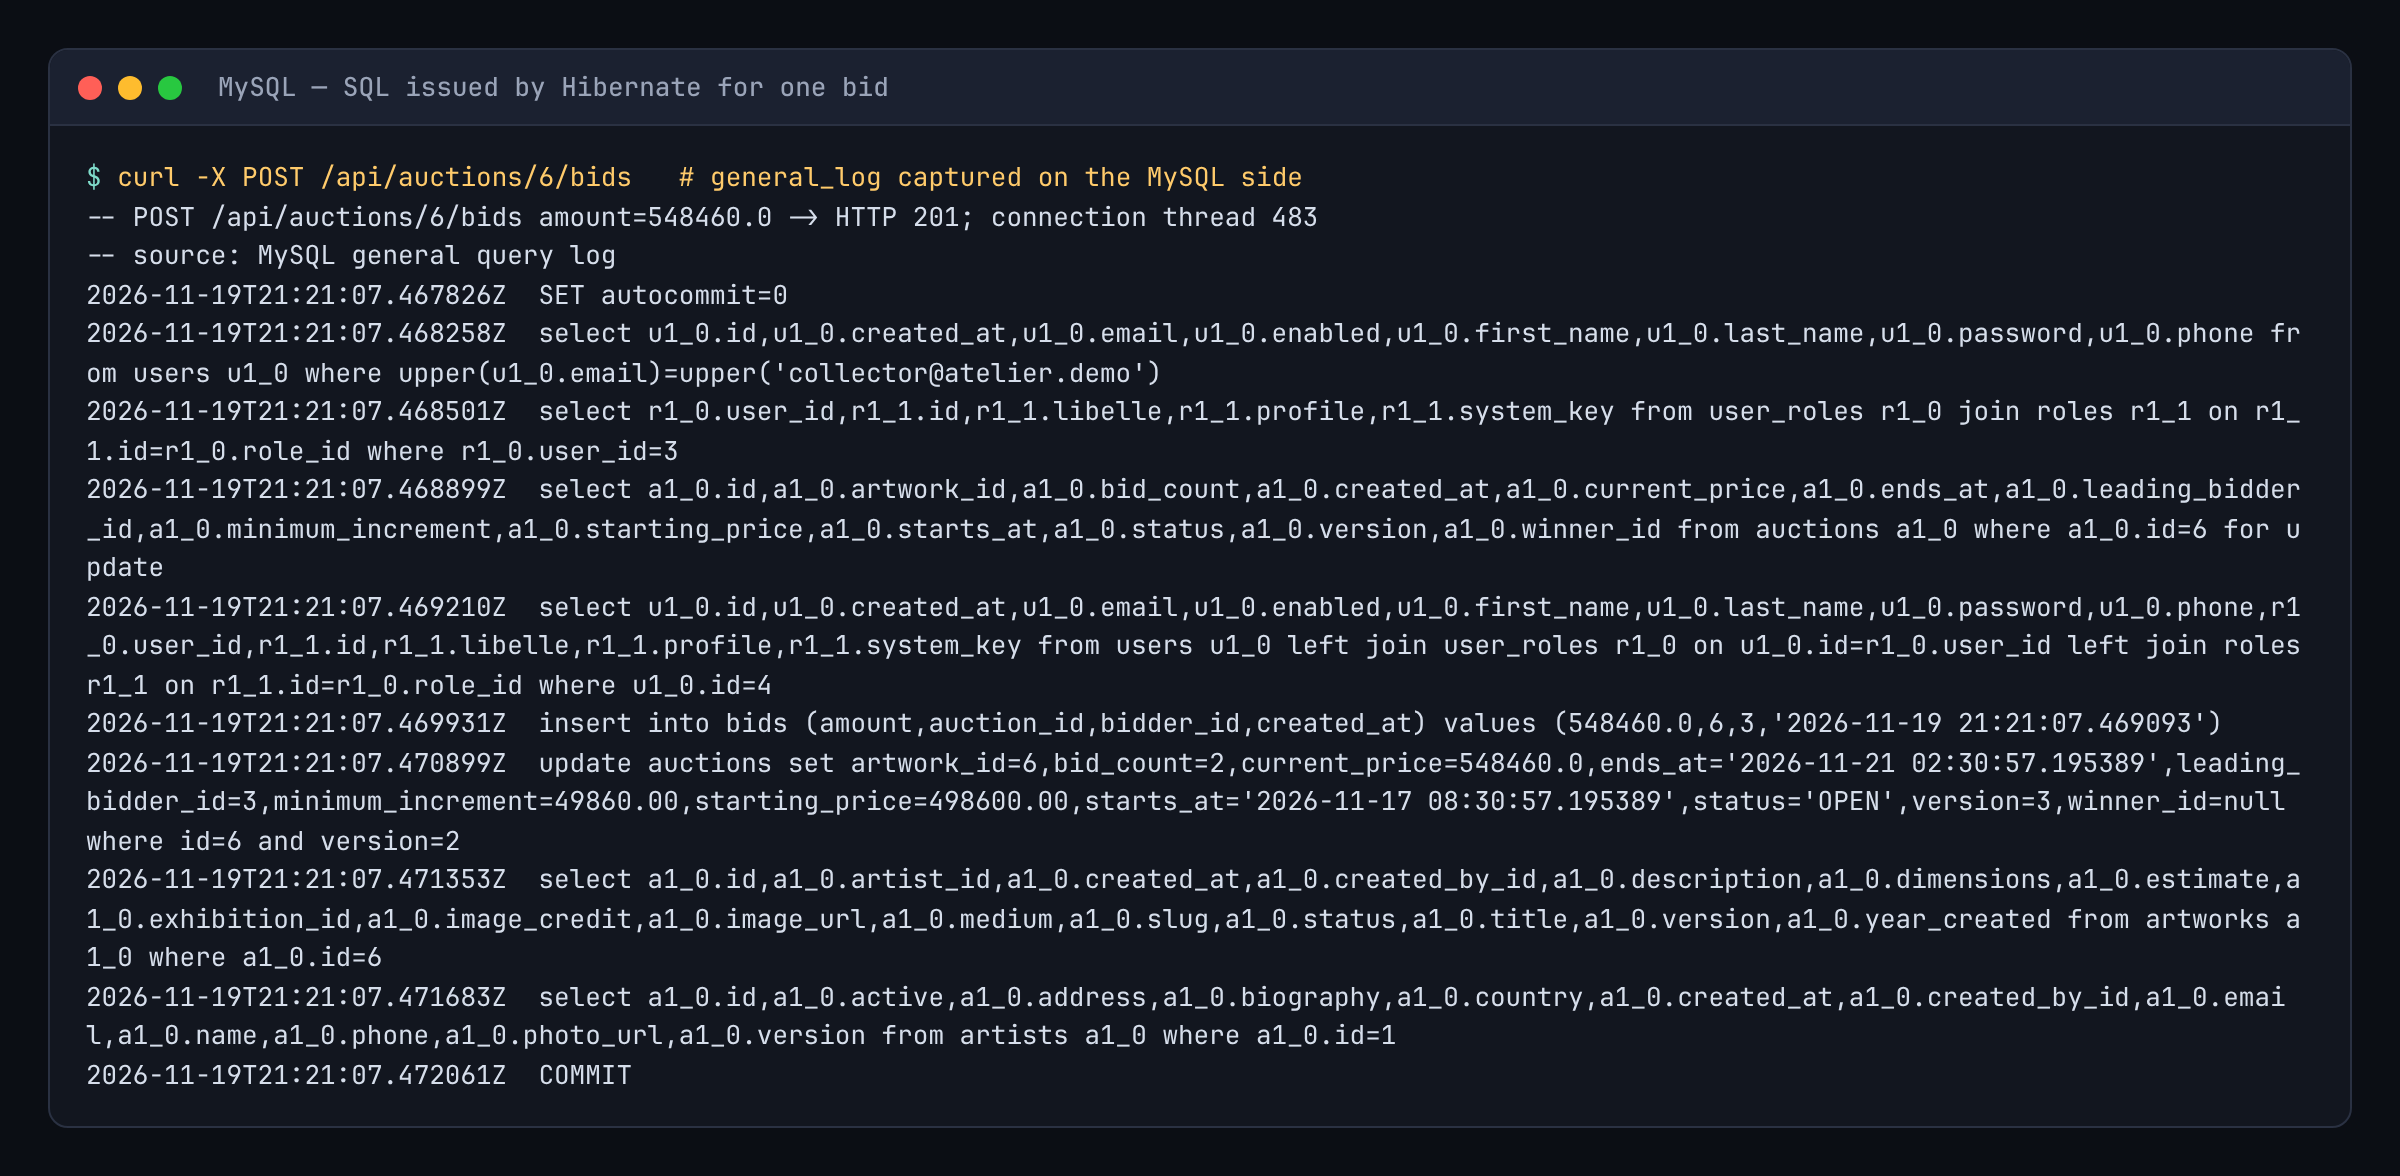 MySQL — SQL issued by Hibernate for one bid
$ curl -X POST /api/auctions/6/bids   # general_log captured on the MySQL side
-- POST /api/auctions/6/bids amount=548460.0 -> HTTP 201; connection thread 483
-- source: MySQL general query log
2026-11-19T21:21:07.467826Z  SET autocommit=0
2026-11-19T21:21:07.468258Z  select u1_0.id,u1_0.created_at,u1_0.email,u1_0.enabled,u1_0.first_name,u1_0.last_name,u1_0.password,u1_0.phone fr
om users u1_0 where upper(u1_0.email)=upper('collector@atelier.demo')
2026-11-19T21:21:07.468501Z  select r1_0.user_id,r1_1.id,r1_1.libelle,r1_1.profile,r1_1.system_key from user_roles r1_0 join roles r1_1 on r1_
1.id=r1_0.role_id where r1_0.user_id=3
2026-11-19T21:21:07.468899Z  select a1_0.id,a1_0.artwork_id,a1_0.bid_count,a1_0.created_at,a1_0.current_price,a1_0.ends_at,a1_0.leading_bidder
_id,a1_0.minimum_increment,a1_0.starting_price,a1_0.starts_at,a1_0.status,a1_0.version,a1_0.winner_id from auctions a1_0 where a1_0.id=6 for u
pdate
2026-11-19T21:21:07.469210Z  select u1_0.id,u1_0.created_at,u1_0.email,u1_0.enabled,u1_0.first_name,u1_0.last_name,u1_0.password,u1_0.phone,r1
_0.user_id,r1_1.id,r1_1.libelle,r1_1.profile,r1_1.system_key from users u1_0 left join user_roles r1_0 on u1_0.id=r1_0.user_id left join roles
r1_1 on r1_1.id=r1_0.role_id where u1_0.id=4
2026-11-19T21:21:07.469931Z  insert into bids (amount,auction_id,bidder_id,created_at) values (548460.0,6,3,'2026-11-19 21:21:07.469093')
2026-11-19T21:21:07.470899Z  update auctions set artwork_id=6,bid_count=2,current_price=548460.0,ends_at='2026-11-21 02:30:57.195389',leading_
bidder_id=3,minimum_increment=49860.00,starting_price=498600.00,starts_at='2026-11-17 08:30:57.195389',status='OPEN',version=3,winner_id=null
where id=6 and version=2
2026-11-19T21:21:07.471353Z  select a1_0.id,a1_0.artist_id,a1_0.created_at,a1_0.created_by_id,a1_0.description,a1_0.dimensions,a1_0.estimate,a
1_0.exhibition_id,a1_0.image_credit,a1_0.image_url,a1_0.medium,a1_0.slug,a1_0.status,a1_0.title,a1_0.version,a1_0.year_created from artworks a
1_0 where a1_0.id=6
2026-11-19T21:21:07.471683Z  select a1_0.id,a1_0.active,a1_0.address,a1_0.biography,a1_0.country,a1_0.created_at,a1_0.created_by_id,a1_0.emai
l,a1_0.name,a1_0.phone,a1_0.photo_url,a1_0.version from artists a1_0 where a1_0.id=1
2026-11-19T21:21:07.472061Z  COMMIT